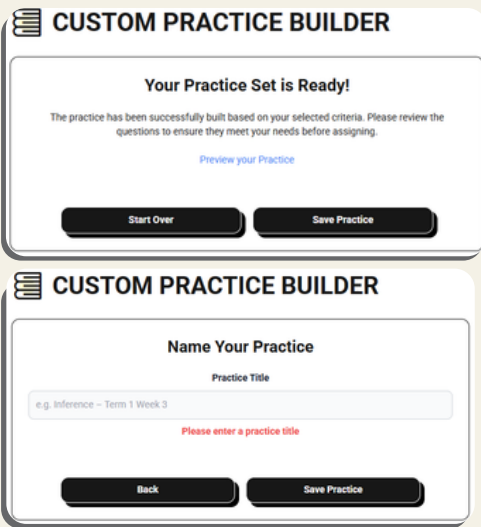 CUSTOM PRACTICE BUILDER
Your Practice Set is Ready!
The practice has been successfully built based on your selected criteria. Please review the
questions to ensure they meet your needs before assigning.
Preview your Practice
Start Over
Save Practice
CUSTOM PRACTICE BUILDER
Name Your Practice
Practice Title
e.g. Inference – Term 1 Week 3
Please enter a practice title
Back
Save Practice